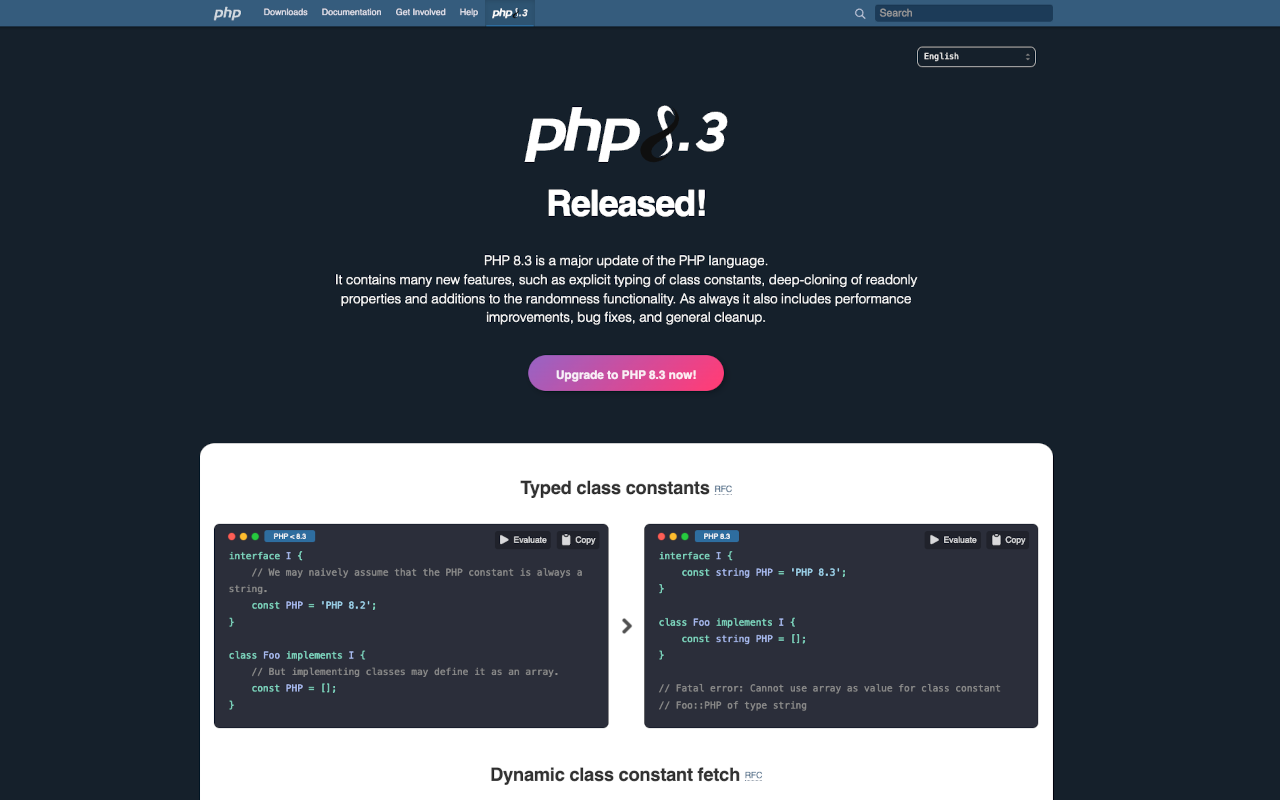 php Downloads Documentation Get Involved Help php8.3 Search
English
php8.3
Released!
PHP 8.3 is a major update of the PHP language.
It contains many new features, such as explicit typing of class constants, deep-cloning of readonly
properties and additions to the randomness functionality. As always it also includes performance
improvements, bug fixes, and general cleanup.
Upgrade to PHP 8.3 now!
Typed class constants RFC
PHP < 8.3 Evaluate Copy
interface I {
// We may naively assume that the PHP constant is always a
string.
const PHP = 'PHP 8.2';
}
class Foo implements I {
// But implementing classes may define it as an array.
const PHP = [];
}
PHP 8.3 Evaluate Copy
interface I {
const string PHP = 'PHP 8.3';
}
class Foo implements I {
const string PHP = [];
}
// Fatal error: Cannot use array as value for class constant
// Foo::PHP of type string
Dynamic class constant fetch RFC